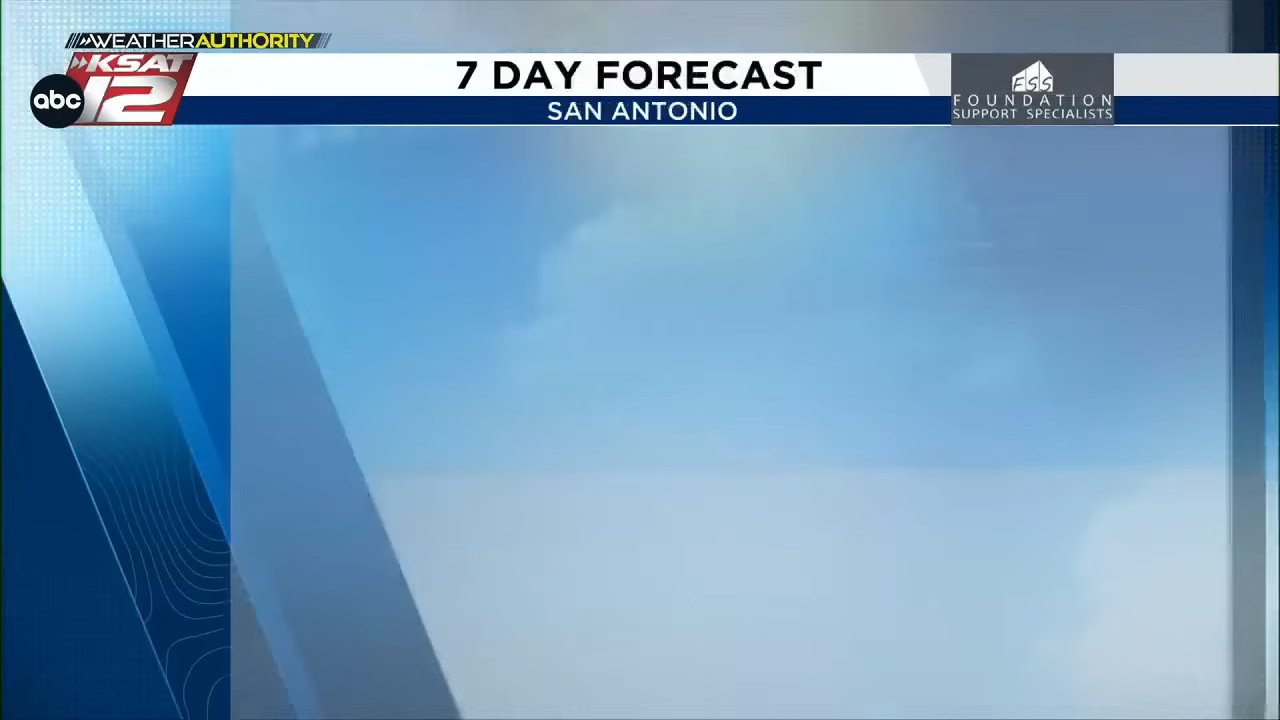 WEATHERAUTHORITY
KSAT
abc 12
7 DAY FORECAST
SAN ANTONIO
FSS
FOUNDATION
SUPPORT SPECIALISTS